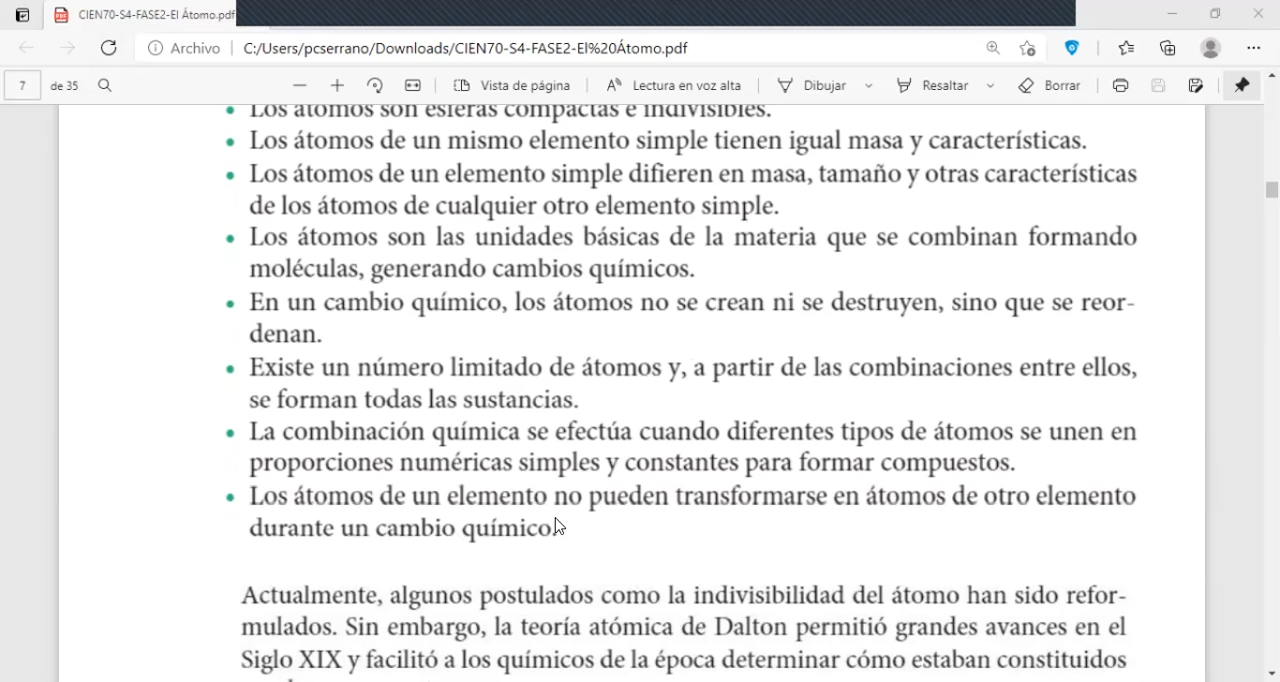 CIEN70-S4-FASE2-El Átomo.pdf
Archivo C:/Users/pcserrano/Downloads/CIEN70-S4-FASE2-El%20Átomo.pdf
7 de 35 Vista de página Lectura en voz alta Dibujar Resaltar Borrar
Los átomos son esferas compactas e indivisibles.
Los átomos de un mismo elemento simple tienen igual masa y características.
Los átomos de un elemento simple difieren en masa, tamaño y otras características
de los átomos de cualquier otro elemento simple.
Los átomos son las unidades básicas de la materia que se combinan formando
moléculas, generando cambios químicos.
En un cambio químico, los átomos no se crean ni se destruyen, sino que se reor-
denan.
Existe un número limitado de átomos y, a partir de las combinaciones entre ellos,
se forman todas las sustancias.
La combinación química se efectúa cuando diferentes tipos de átomos se unen en
proporciones numéricas simples y constantes para formar compuestos.
Los átomos de un elemento no pueden transformarse en átomos de otro elemento
durante un cambio químico.
Actualmente, algunos postulados como la indivisibilidad del átomo han sido refor-
mulados. Sin embargo, la teoría atómica de Dalton permitió grandes avances en el
Siglo XIX y facilitó a los químicos de la época determinar cómo estaban constituidos